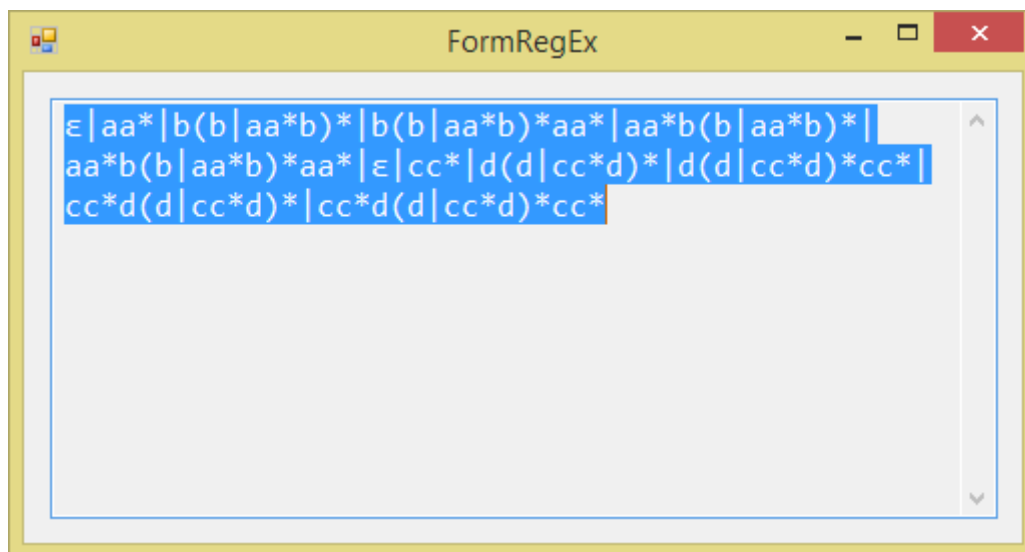 FormRegEx
ε|aa*|b(b|aa*b)*|b(b|aa*b)*aa*|aa*b(b|aa*b)*|
aa*b(b|aa*b)*aa*|ε|cc*|d(d|cc*d)*|d(d|cc*d)*cc*|
cc*d(d|cc*d)*|cc*d(d|cc*d)*cc*